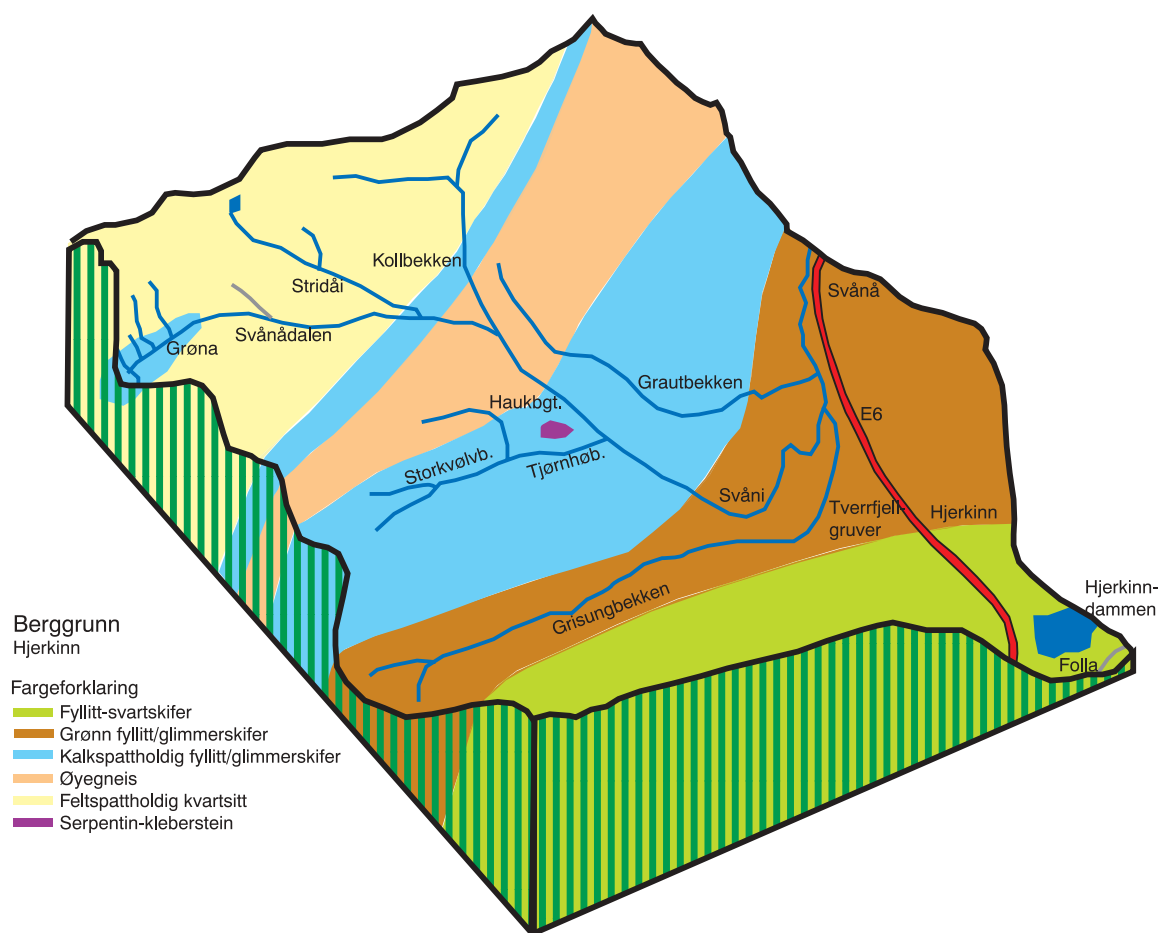 Kollbekken
Stridåi
Svånådalen
Grøna
Svånå
Grautbekken
E6
Haukbgt.
Storkvølvb.
Tjørnhøb.
Svåni
Tverrfjell-
gruver
Hjerkinn
Hjerkinn-
dammen
Folla
Grisungbekken
Berggrunn
Hjerkinn
Fargeforklaring
Fyllitt-svartskifer
Grønn fyllitt/glimmerskifer
Kalkspattholdig fyllitt/glimmerskifer
Øyegneis
Feltspattholdig kvartsitt
Serpentin-kleberstein